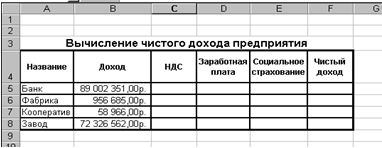 A B C D E F G
1
2
3 Вычисление чистого дохода предприятия
4 Название Доход НДС Заработная плата Социальное страхование Чистый доход
5 Банк 89 002 351,00р.
6 Фабрика 956 685,00р.
7 Кооператив 58 966,00р.
8 Завод 72 326 562,00р.
9